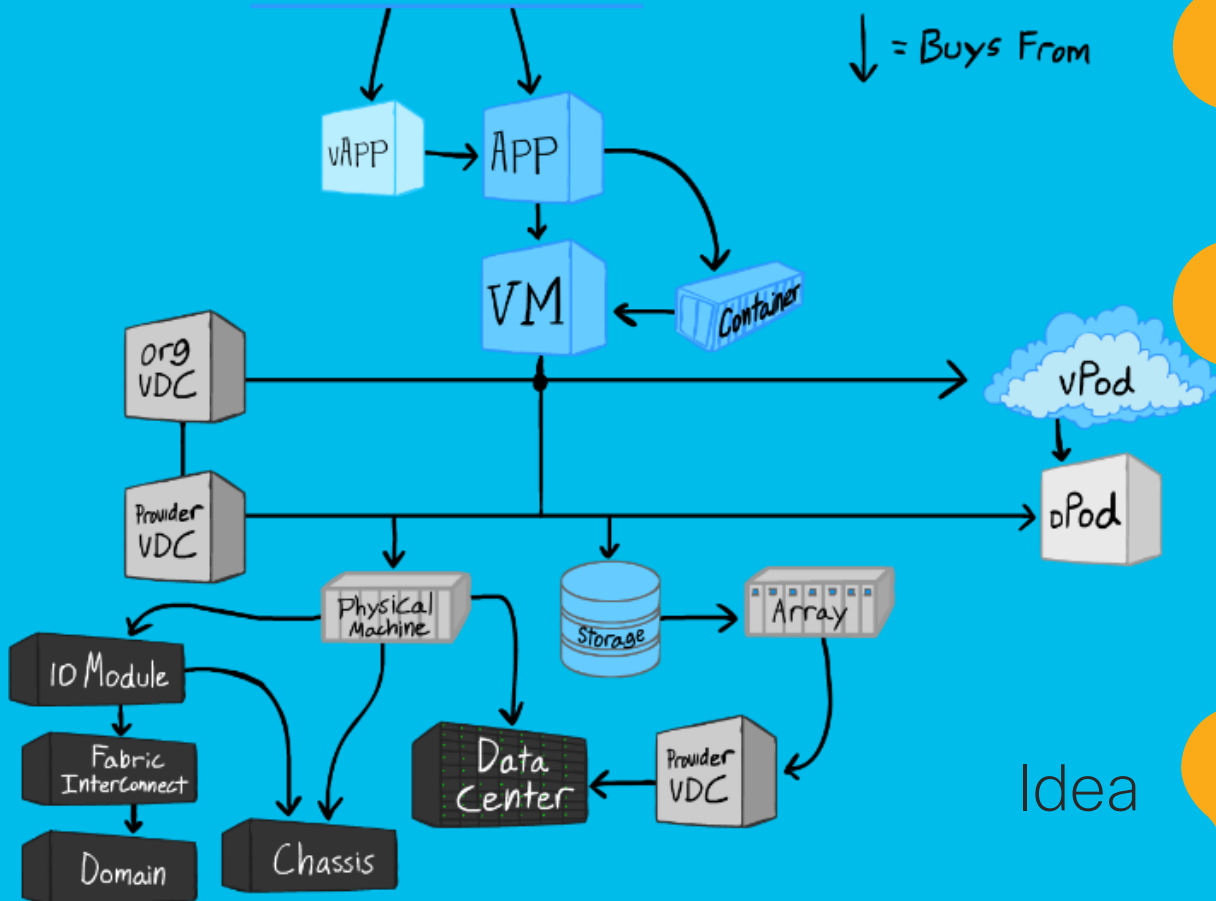 = Buys From
vAPP
APP
VM
Container
Org
VDC
vPod
Provider
VDC
DPod
Physical
Machine
Storage
Array
IO Module
Fabric
InterConnect
Data
Center
Provider
VDC
Idea
Domain
Chassis